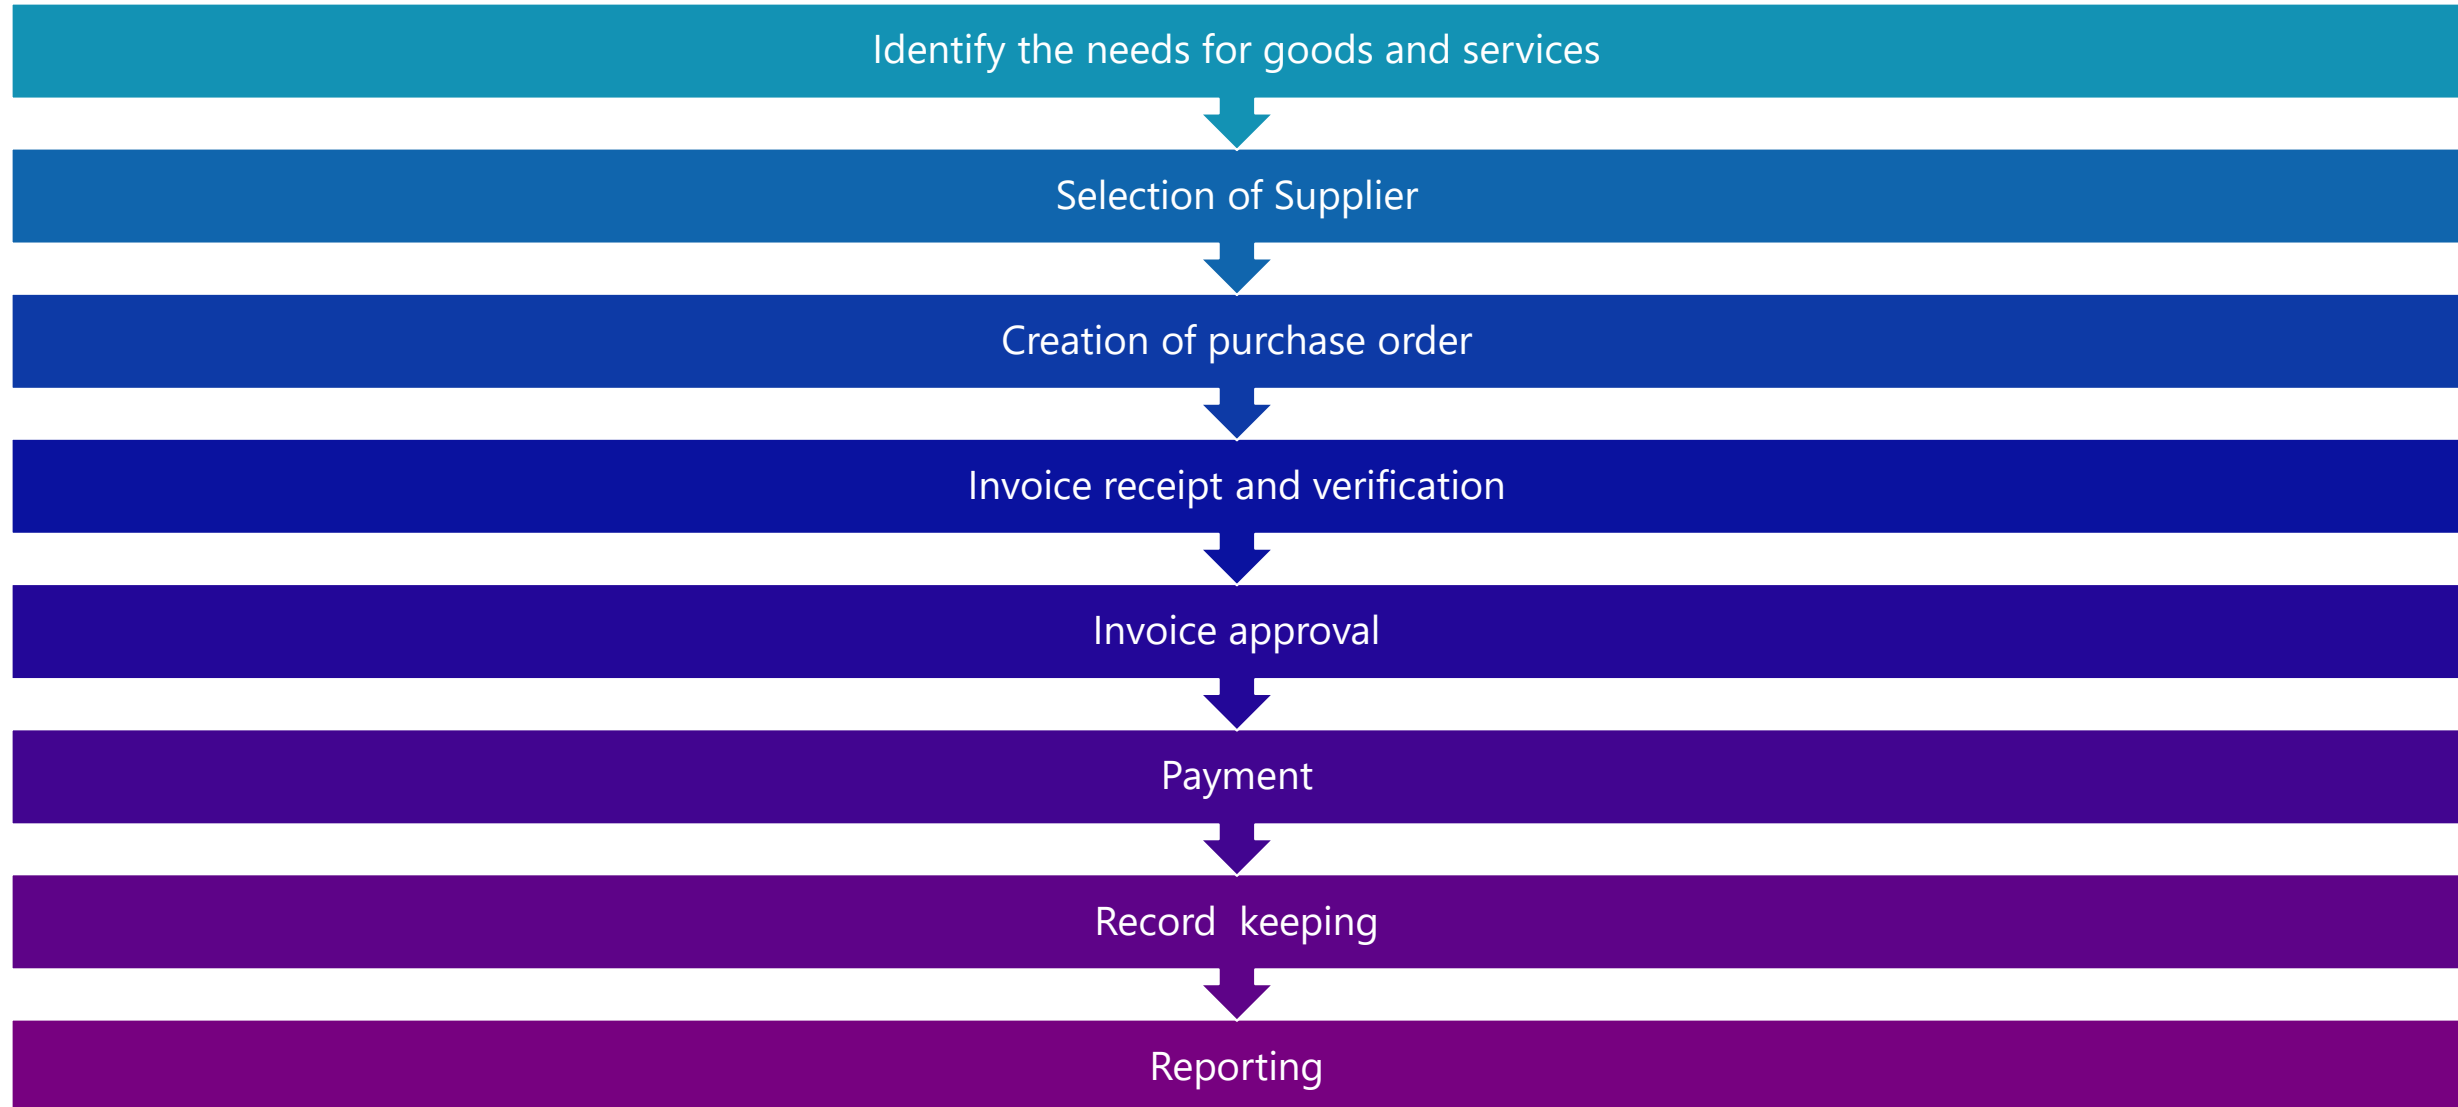 Identify the needs for goods and services
Selection of Supplier
Creation of purchase order
Invoice receipt and verification
Invoice approval
Payment
Record  keeping
Reporting